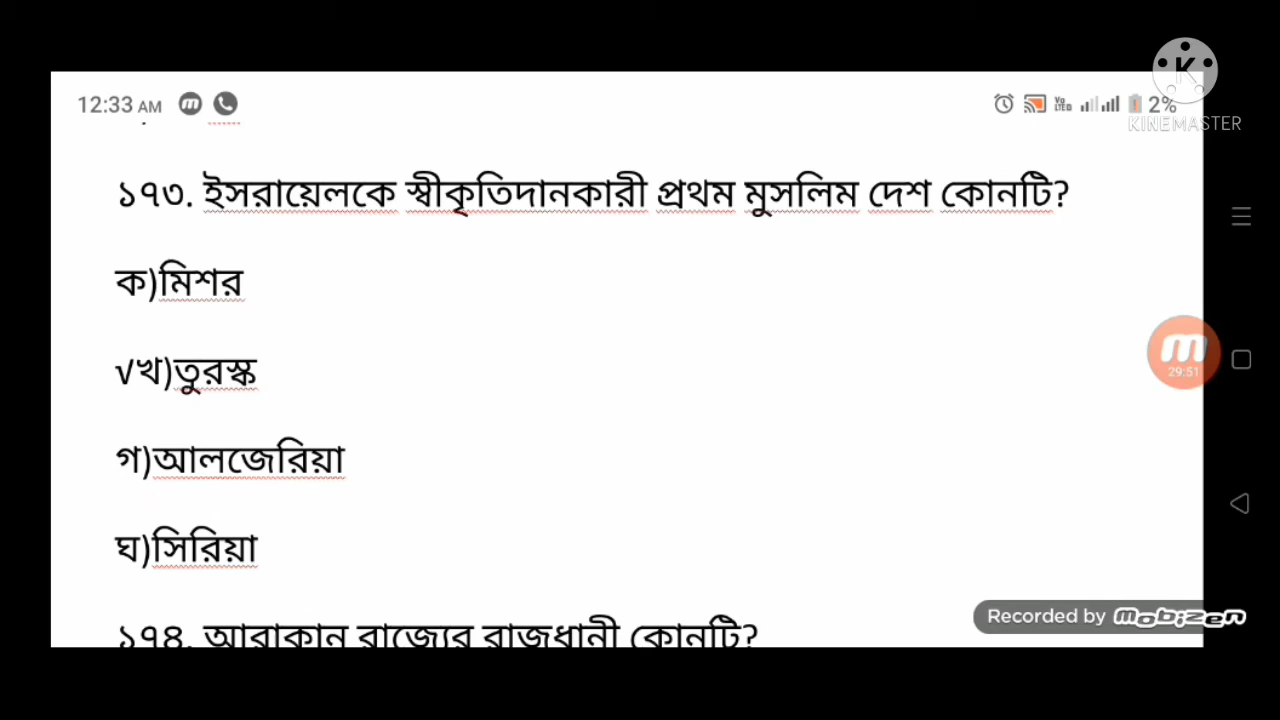 12:33 AM
2%
KINEMASTER
১৭৩. ইসরায়েলকে স্বীকৃতিদানকারী প্রথম মুসলিম দেশ কোনটি?
ক)মিশর
√খ)তুরস্ক
29:51
গ)আলজেরিয়া
ঘ)সিরিয়া
Recorded by mobizen
১৭৪. আরাকান রাজ্যের রাজধানী কোনটি?